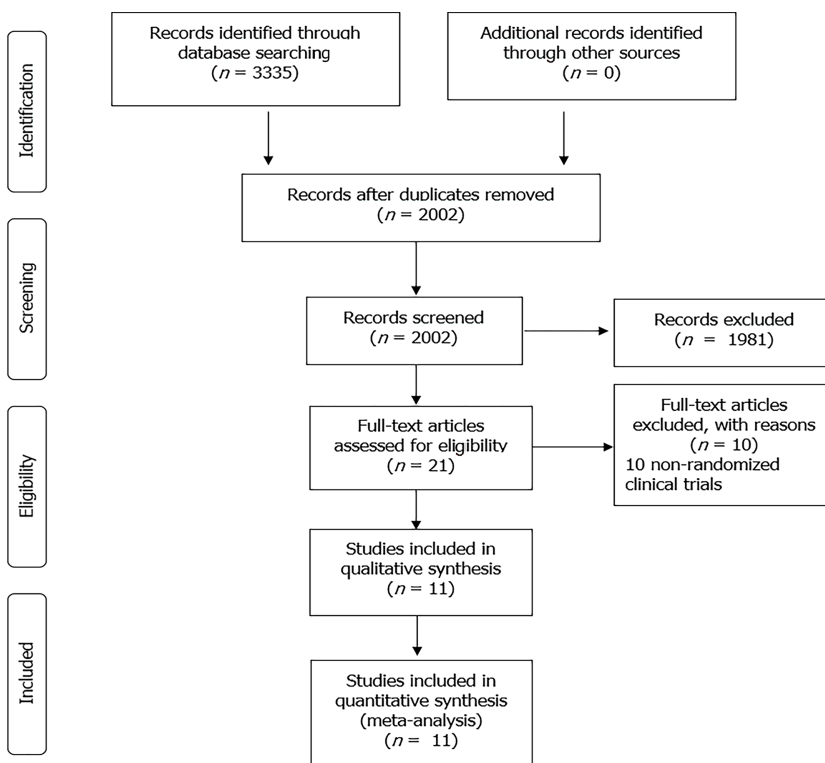 Identification
Records identified through
database searching
(n = 3335)
Additional records identified
through other sources
(n = 0)
Records after duplicates removed
(n = 2002)
Screening
Records screened
(n = 2002)
Records excluded
(n = 1981)
Eligibility
Full-text articles
assessed for eligibility
(n = 21)
Full-text articles
excluded, with reasons
(n = 10)
10 non-randomized
clinical trials
Studies included in
qualitative synthesis
(n = 11)
Included
Studies included in
quantitative synthesis
(meta-analysis)
(n = 11)